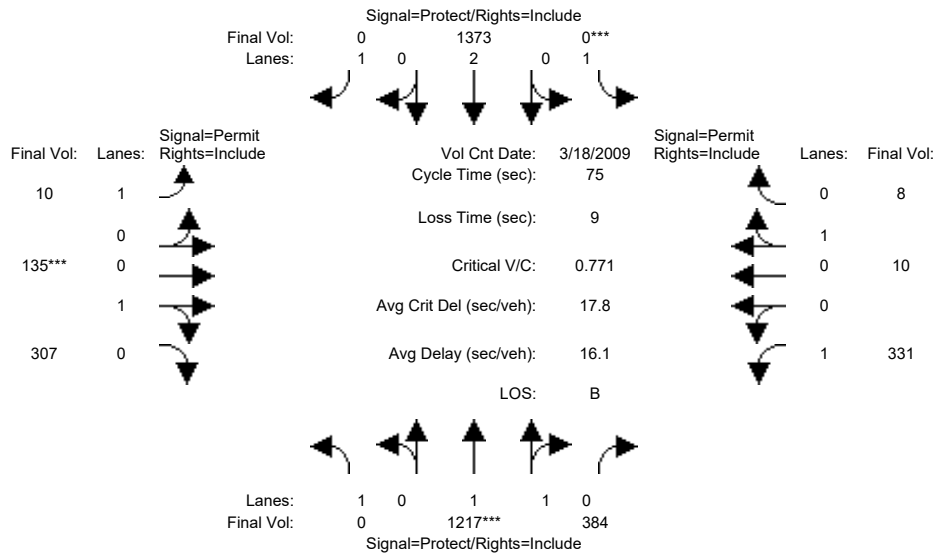 Signal=Protect/Rights=Include
Final Vol: 0 1373 0***
Lanes: 1 0 2 0 1
Signal=Permit
Final Vol: Lanes: Rights=Include
Vol Cnt Date: 3/18/2009
Signal=Permit
Rights=Include Lanes: Final Vol:
Cycle Time (sec): 75
10 1
0 8
Loss Time (sec): 9
0
1
135*** 0
Critical V/C: 0.771
0 10
1
Avg Crit Del (sec/veh): 17.8
0
307 0
Avg Delay (sec/veh): 16.1
1 331
LOS: B
Lanes: 1 0 1 1 0
Final Vol: 0 1217*** 384
Signal=Protect/Rights=Include